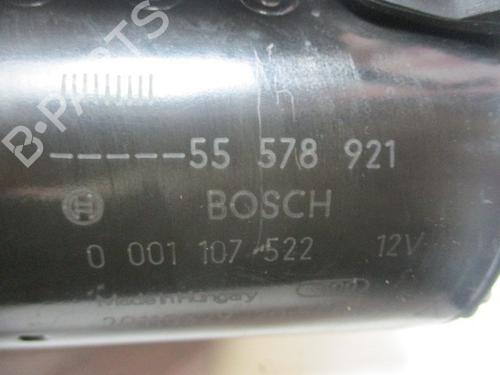 B-PARTS
-----55 578 921
BOSCH
0 001 107 522 12V
Made in Hungary